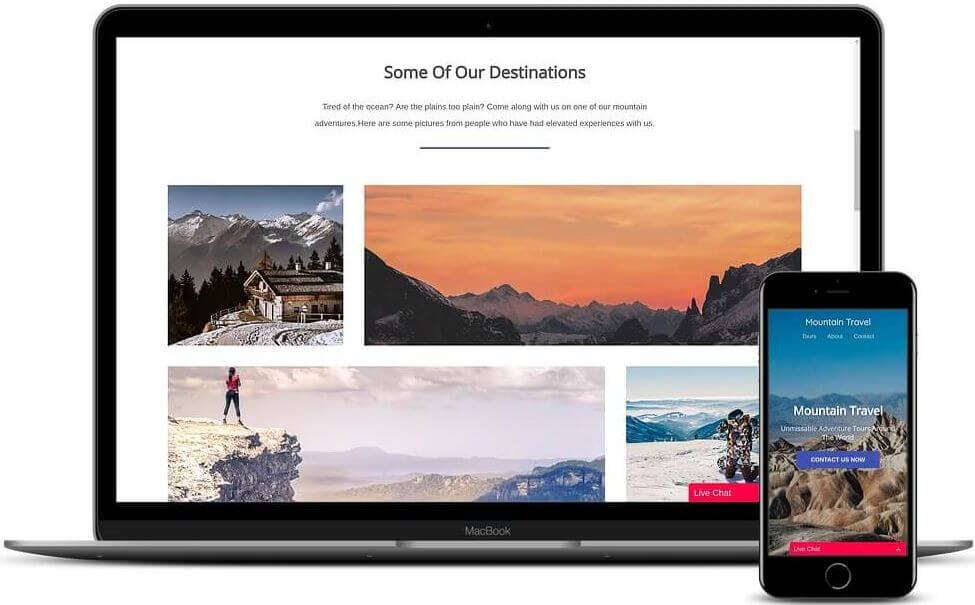 Some Of Our Destinations
Tired of the ocean? Are the plains too plain? Come along with us on one of our mountain
adventures.Here are some pictures from people who have had elevated experiences with us.
Live Chat
MacBook
Mountain Travel
Tours About Contact
Mountain Travel
Unmissable Adventure Tours Around
The World
CONTACT US NOW
Live Chat